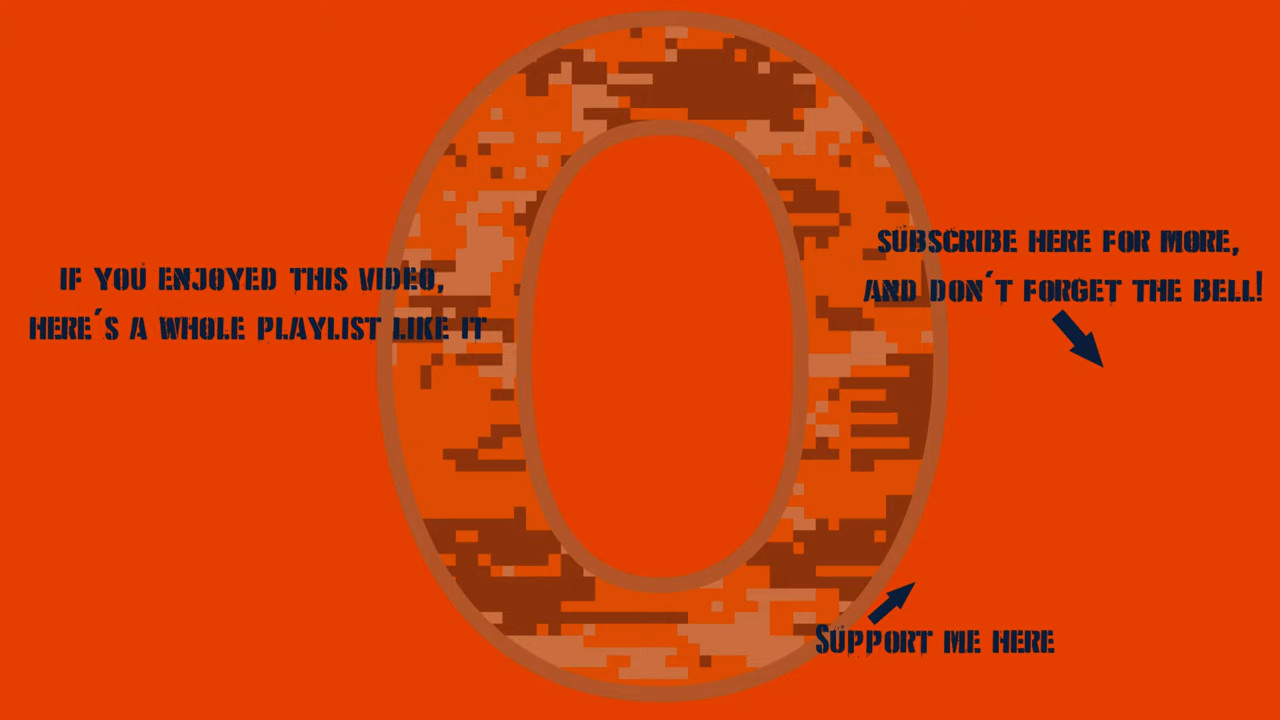 IF YOU ENJOYED THIS VIDEO,
HERE'S A WHOLE PLAYLIST LIKE IT
SUBSCRIBE HERE FOR MORE,
AND DON'T FORGET THE BELL!
SUPPORT ME HERE
O